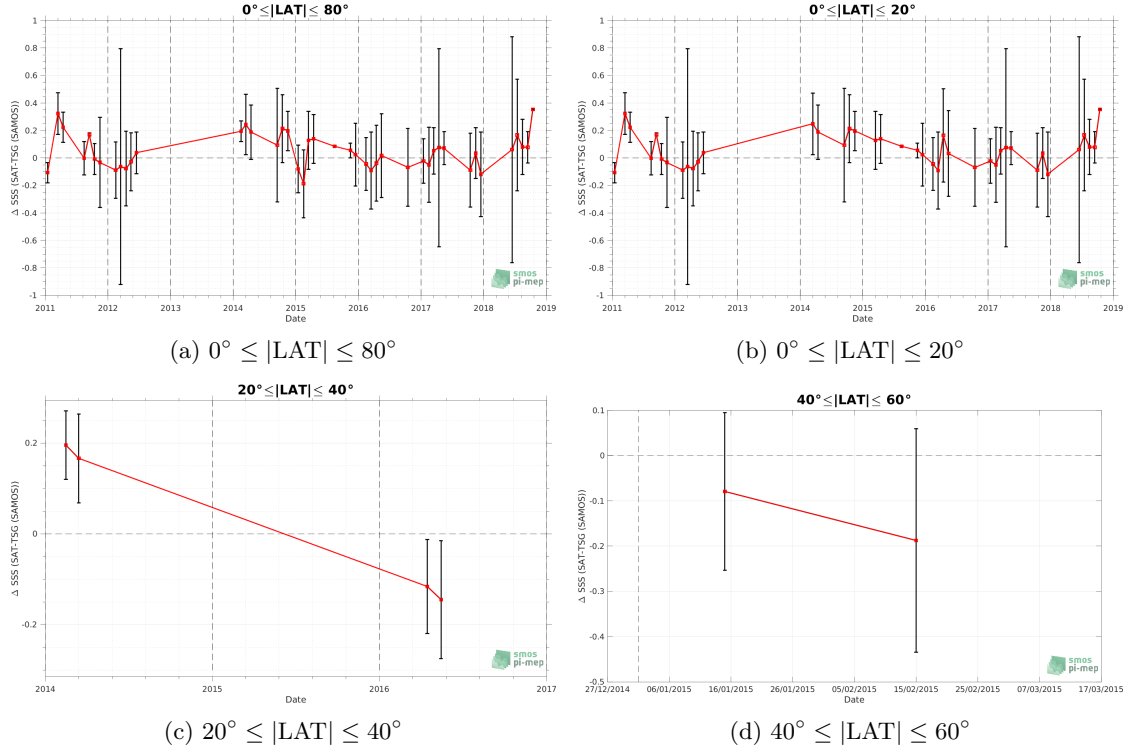 0°≤|LAT|≤ 80°
1
0.8
0.6
0.4
0.2
0
-0.2
-0.4
-0.6
-0.8
-1
Δ SSS (SAT-TSG (SAMOS))
2011 2012 2013 2014 2015 2016 2017 2018 2019
Date
smos
pi-mep
(a) 0° ≤ |LAT| ≤ 80°
0°≤|LAT|≤ 20°
1
0.8
0.6
0.4
0.2
0
-0.2
-0.4
-0.6
-0.8
-1
Δ SSS (SAT-TSG (SAMOS))
2011 2012 2013 2014 2015 2016 2017 2018 2019
Date
smos
pi-mep
(b) 0° ≤ |LAT| ≤ 20°
20°≤|LAT|≤ 40°
0.2
0
-0.2
Δ SSS (SAT-TSG (SAMOS))
2014 2015 2016 2017
Date
smos
pi-mep
(c) 20° ≤ |LAT| ≤ 40°
40°≤|LAT|≤ 60°
0.1
0
-0.1
-0.2
-0.3
-0.4
-0.5
Δ SSS (SAT-TSG (SAMOS))
27/12/2014 06/01/2015 16/01/2015 26/01/2015 05/02/2015 15/02/2015 25/02/2015 07/03/2015 17/03/2015
Date
smos
pi-mep
(d) 40° ≤ |LAT| ≤ 60°